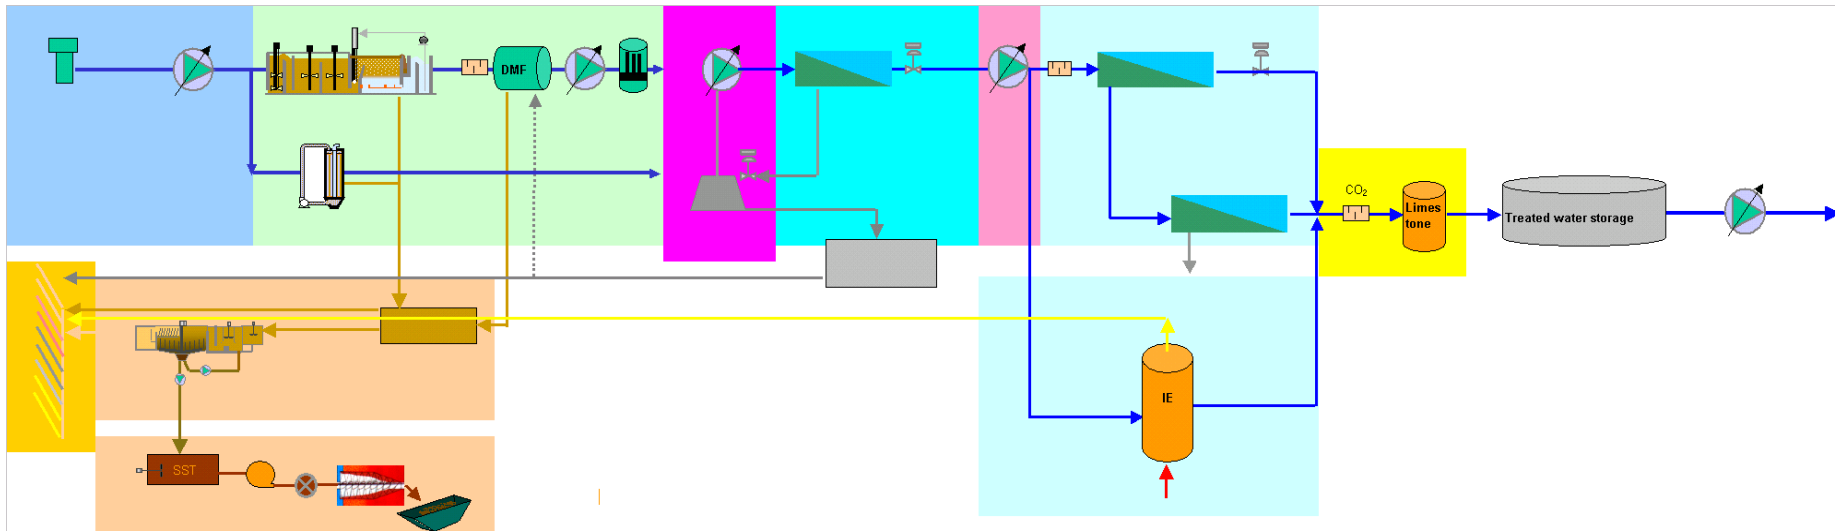 DMF
CO₂
Limes
tone
Treated water storage
IE
SST